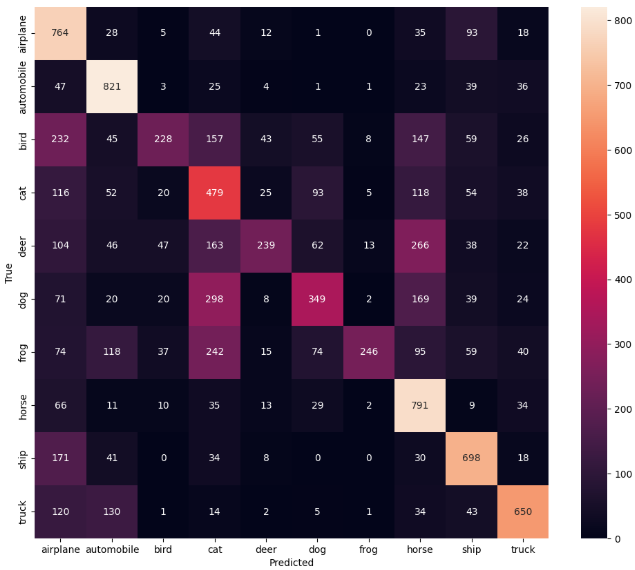 airplane 764 28 5 44 12 1 0 35 93 18
automobile 47 821 3 25 4 1 1 23 39 36
bird 232 45 228 157 43 55 8 147 59 26
cat 116 52 20 479 25 93 5 118 54 38
deer 104 46 47 163 239 62 13 266 38 22
dog 71 20 20 298 8 349 2 169 39 24
frog 74 118 37 242 15 74 246 95 59 40
horse 66 11 10 35 13 29 2 791 9 34
ship 171 41 0 34 8 0 0 30 698 18
truck 120 130 1 14 2 5 1 34 43 650
airplane automobile bird cat deer dog frog horse ship truck
Predicted
True
800
700
600
500
400
300
200
100
0